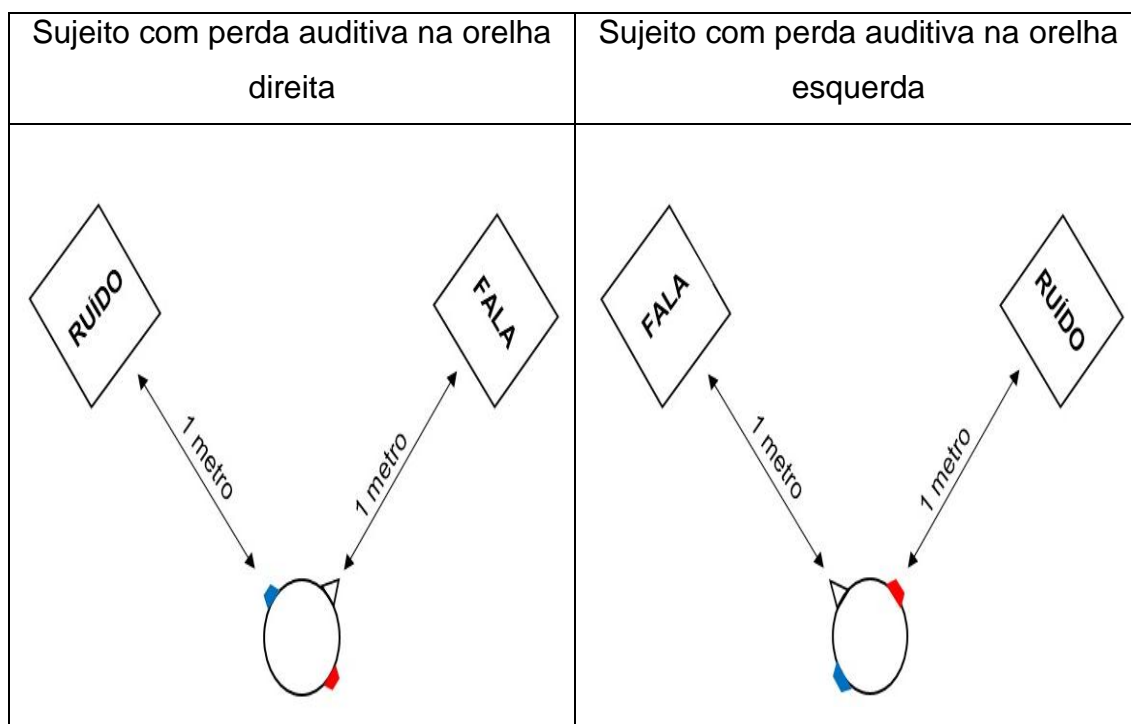 Sujeito com perda auditiva na orelha
direita
Sujeito com perda auditiva na orelha
esquerda
RUÍDO
FALA
1 metro
1 metro
FALA
RUÍDO
1 metro
1 metro